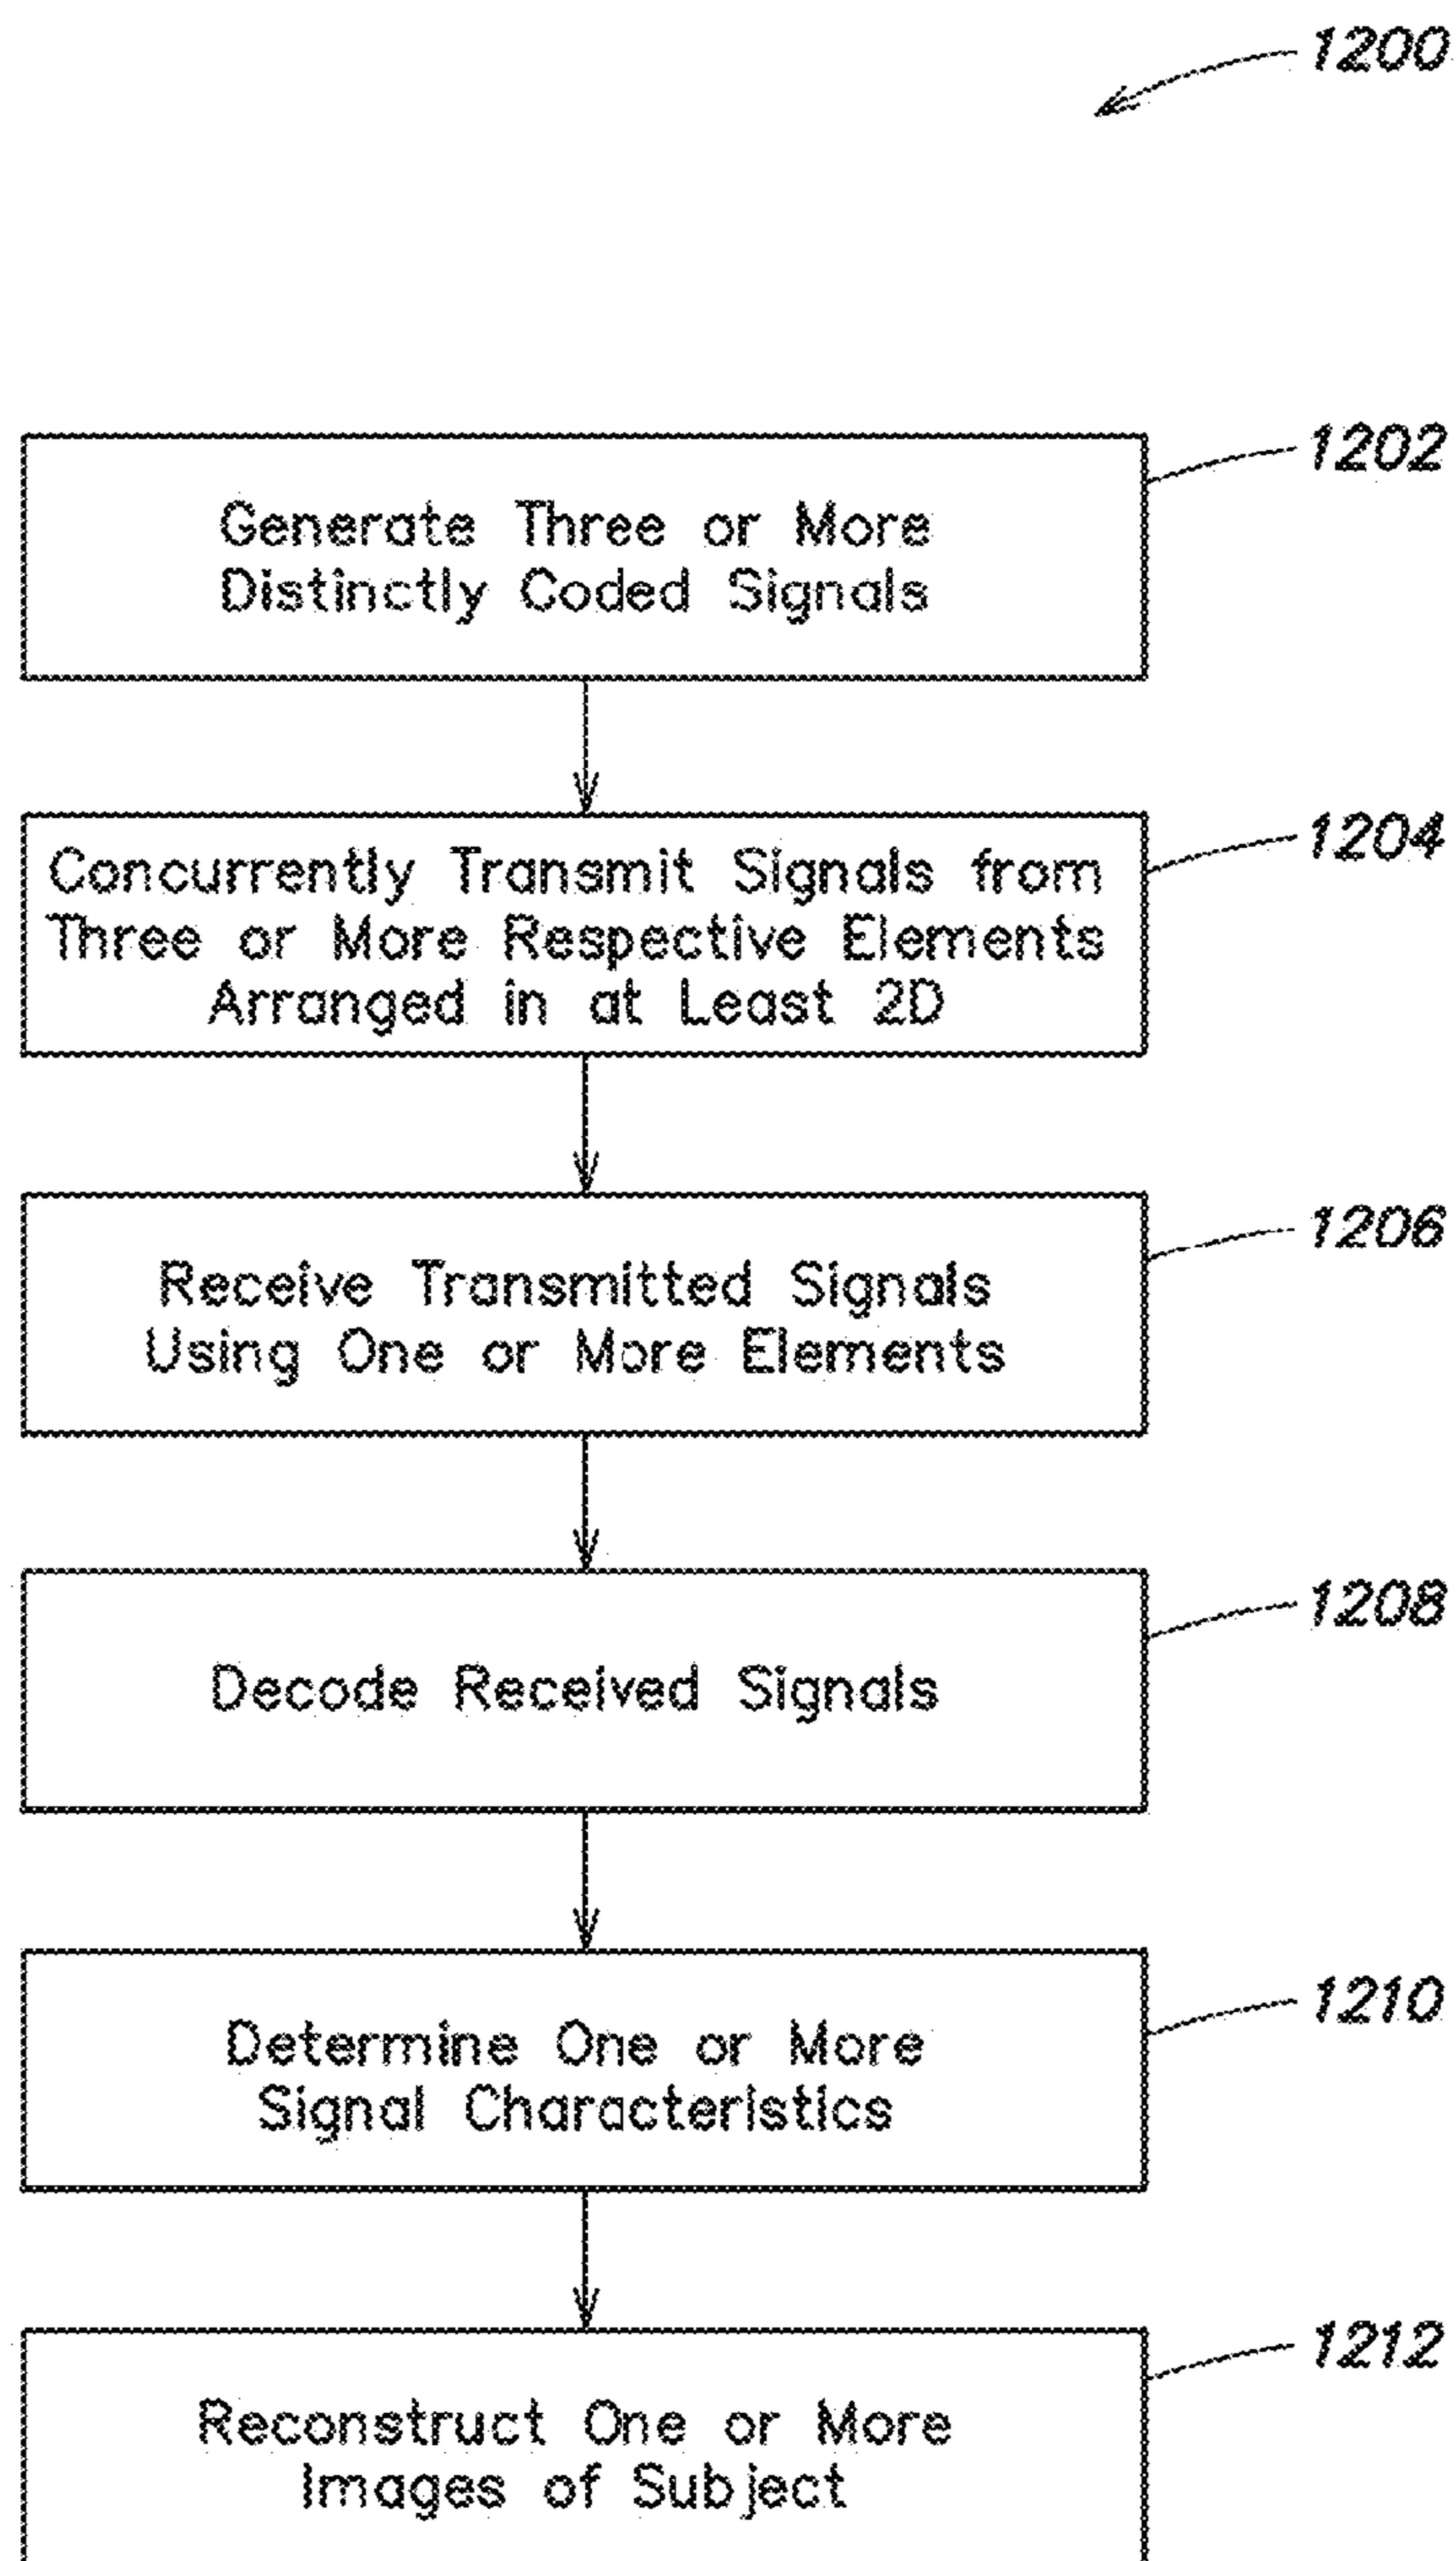 1200
1202
Generate Three or More
Distinctly Coded Signals
1204
Concurrently Transmit Signals from
Three or More Respective Elements
Arranged in at Least 2D
1206
Receive Transmitted Signals
Using One or More Elements
1208
Decode Received Signals
1210
Determine One or More
Signal Characteristics
1212
Reconstruct One or More
Images of Subject